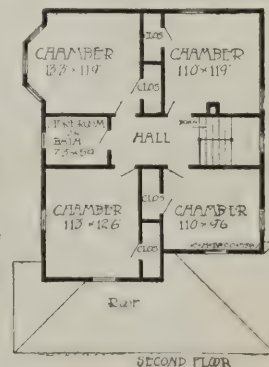 CLOS
CHAMBER
13'3" × 11'9"
CHAMBER
11'0" × 11'9"
CLOS
DOWN
OR
BATH
HALL
CLOS
CHAMBER
11'3" × 12'6"
CHAMBER
11'0" × 9'6"
CLOS
ROOF
SECOND FLOOR